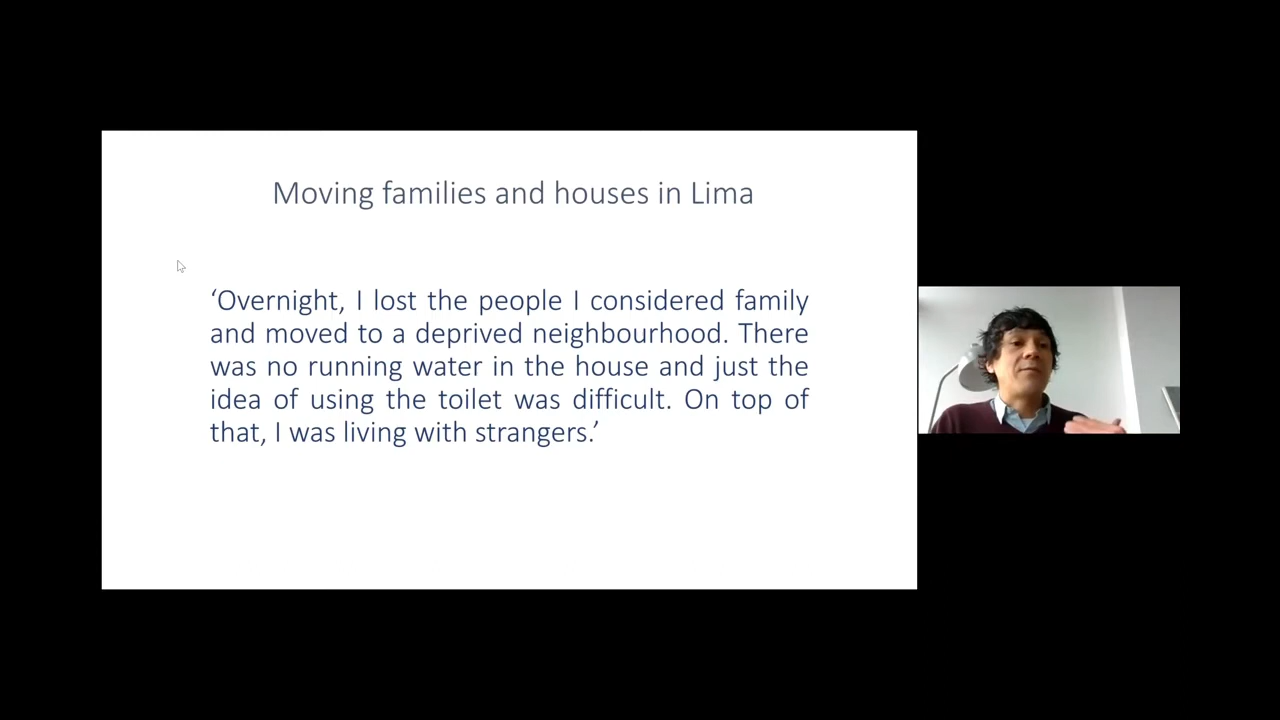 Moving families and houses in Lima
‘Overnight, I lost the people I considered family
and moved to a deprived neighbourhood. There
was no running water in the house and just the
idea of using the toilet was difficult. On top of
that, I was living with strangers.’